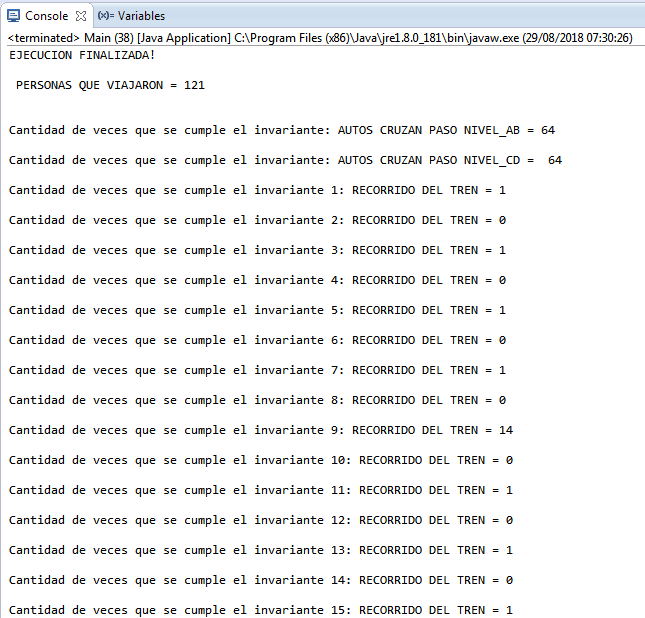 Console (x)= Variables
<terminated> Main (38) [Java Application] C:\Program Files (x86)\Java\jre1.8.0_181\bin\javaw.exe (29/08/2018 07:30:26)
EJECUCION FINALIZADA!
PERSONAS QUE VIAJARON = 121
Cantidad de veces que se cumple el invariante: AUTOS CRUZAN PASO NIVEL_AB = 64
Cantidad de veces que se cumple el invariante: AUTOS CRUZAN PASO NIVEL_CD =  64
Cantidad de veces que se cumple el invariante 1: RECORRIDO DEL TREN = 1
Cantidad de veces que se cumple el invariante 2: RECORRIDO DEL TREN = 0
Cantidad de veces que se cumple el invariante 3: RECORRIDO DEL TREN = 1
Cantidad de veces que se cumple el invariante 4: RECORRIDO DEL TREN = 0
Cantidad de veces que se cumple el invariante 5: RECORRIDO DEL TREN = 1
Cantidad de veces que se cumple el invariante 6: RECORRIDO DEL TREN = 0
Cantidad de veces que se cumple el invariante 7: RECORRIDO DEL TREN = 1
Cantidad de veces que se cumple el invariante 8: RECORRIDO DEL TREN = 0
Cantidad de veces que se cumple el invariante 9: RECORRIDO DEL TREN = 14
Cantidad de veces que se cumple el invariante 10: RECORRIDO DEL TREN = 0
Cantidad de veces que se cumple el invariante 11: RECORRIDO DEL TREN = 1
Cantidad de veces que se cumple el invariante 12: RECORRIDO DEL TREN = 0
Cantidad de veces que se cumple el invariante 13: RECORRIDO DEL TREN = 1
Cantidad de veces que se cumple el invariante 14: RECORRIDO DEL TREN = 0
Cantidad de veces que se cumple el invariante 15: RECORRIDO DEL TREN = 1